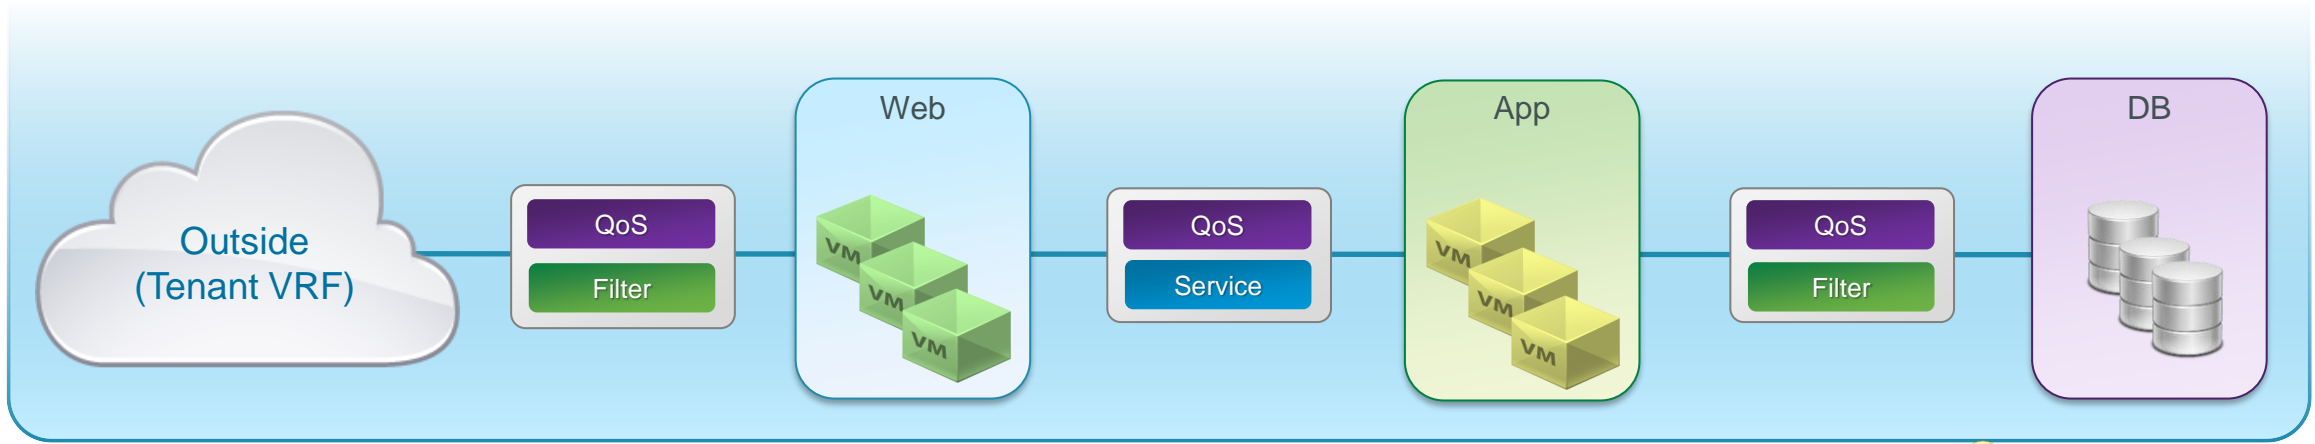 Outside
(Tenant VRF)
QoS
Filter
Web
VM
VM
VM
QoS
Service
App
VM
VM
VM
QoS
Filter
DB